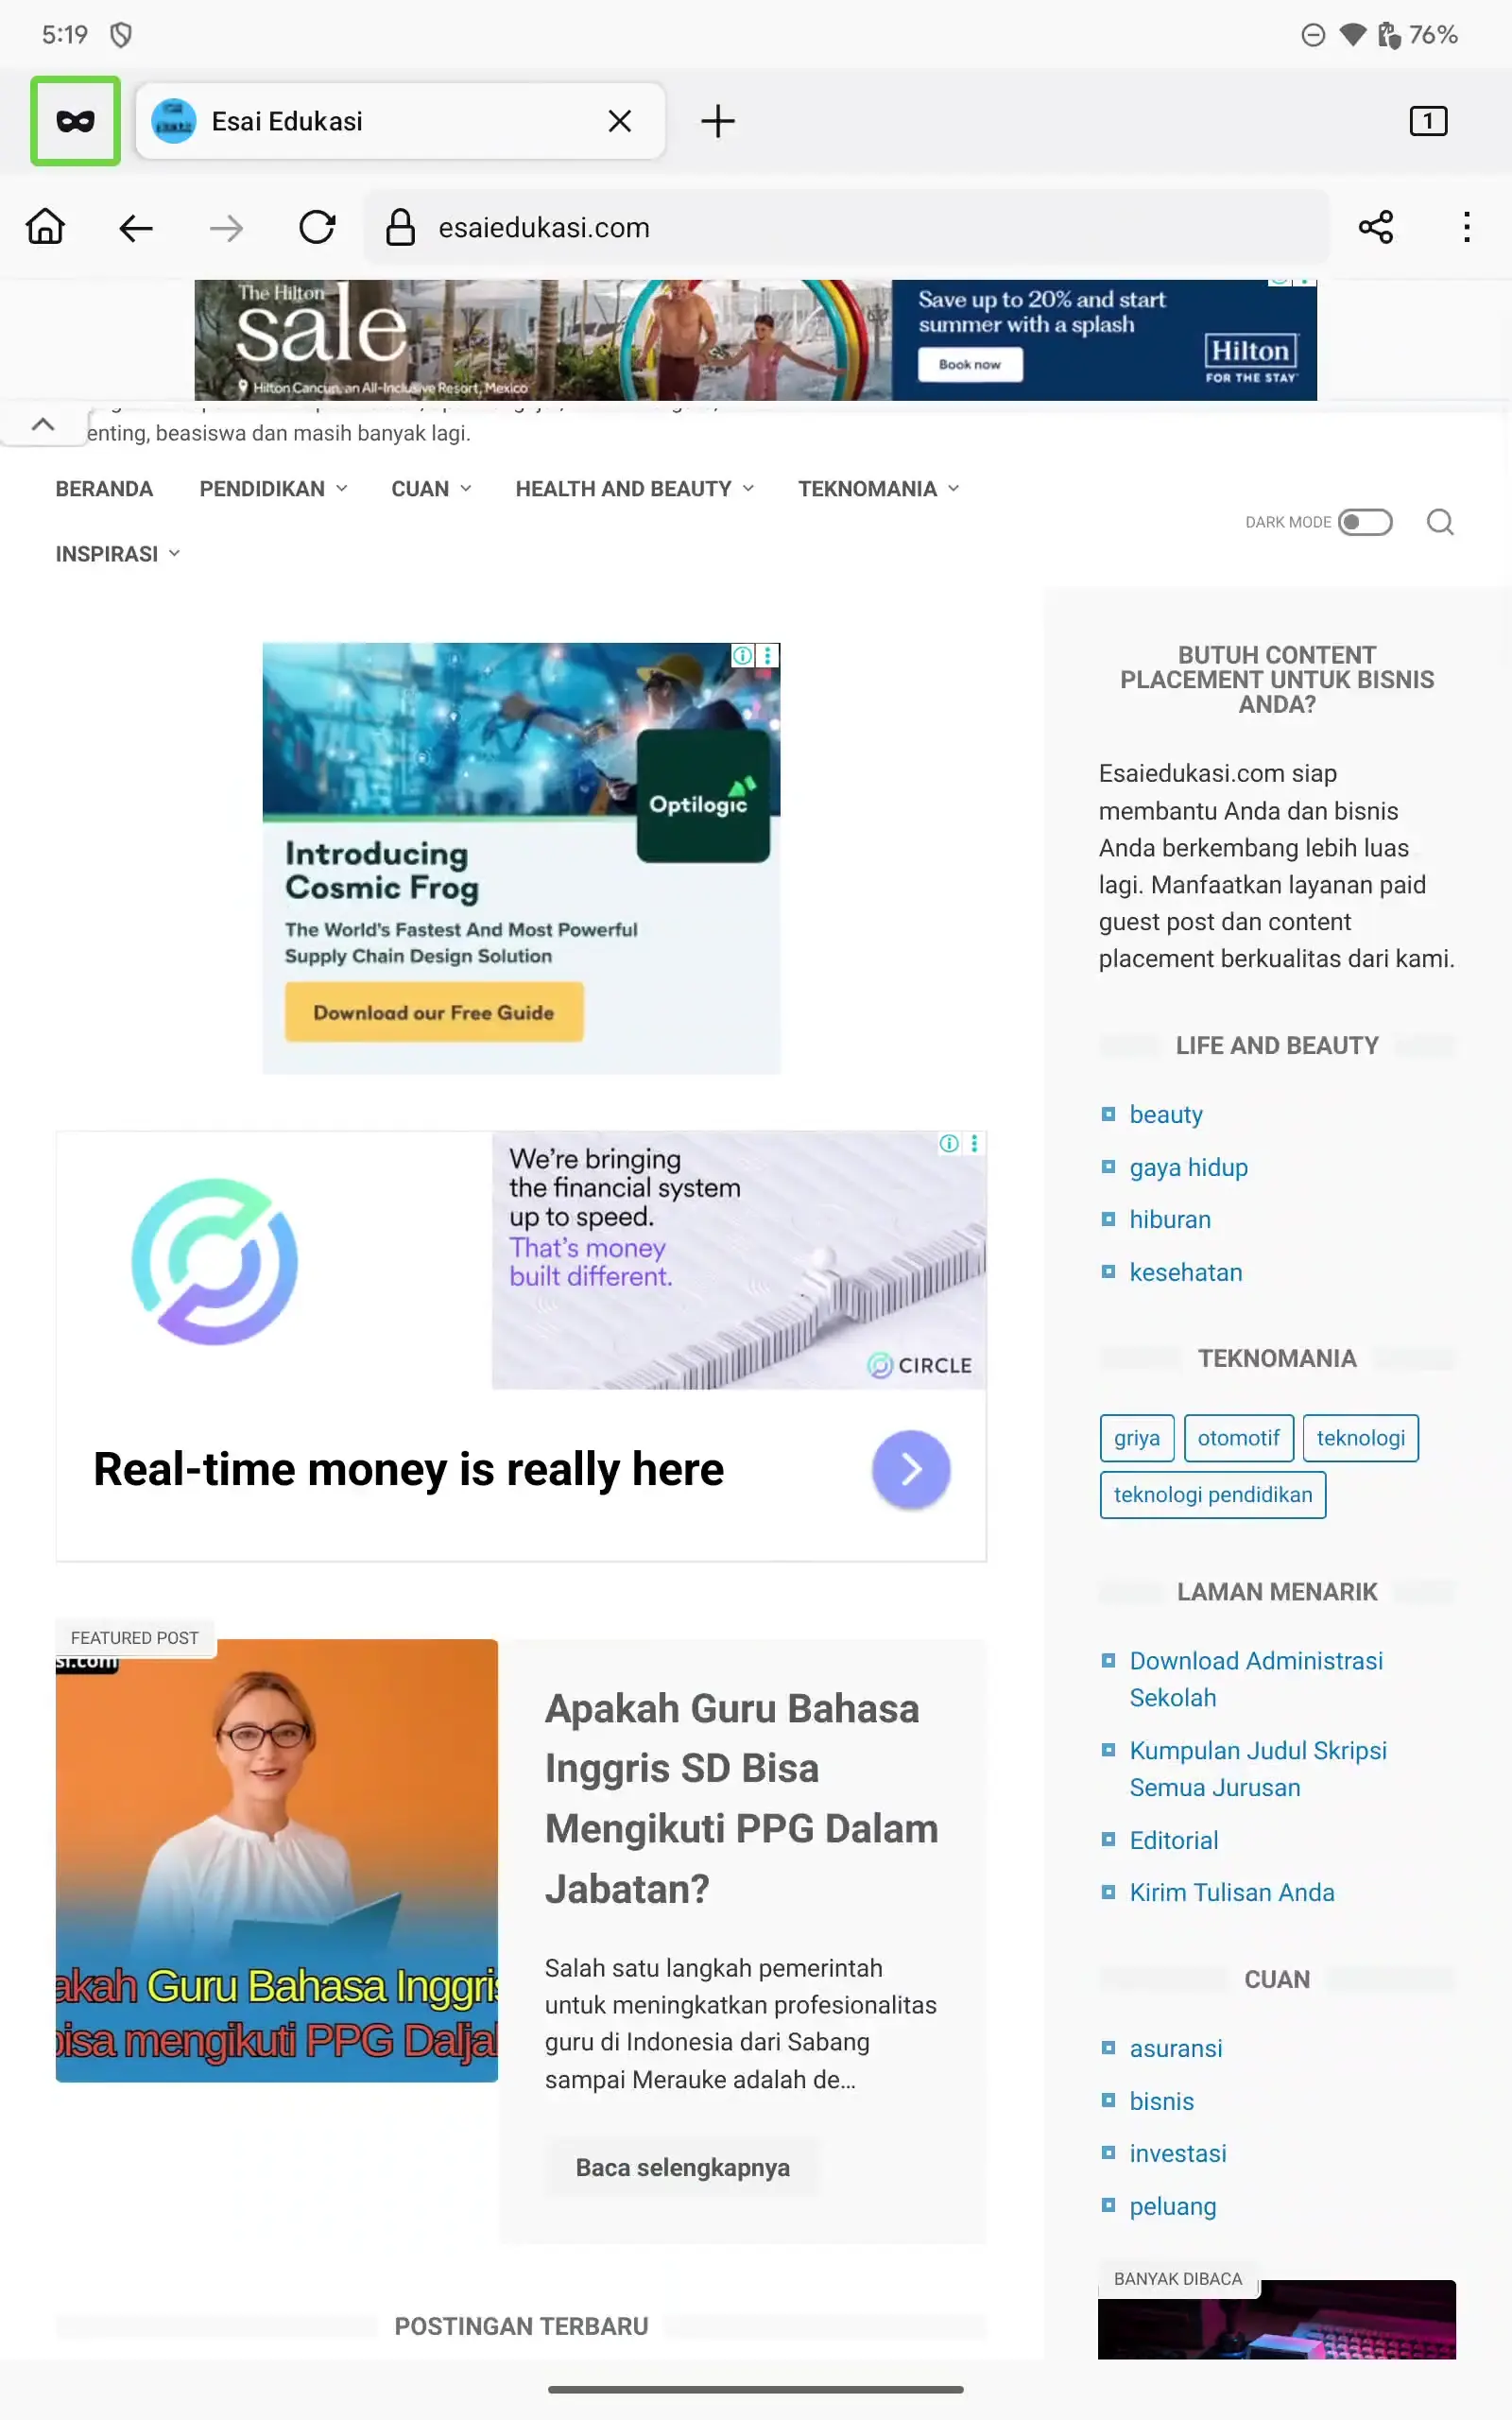 5:19
76%
Esai Edukasi
1
esaiedukasi.com
The Hilton
sale
Hilton Cancun, an All-Inclusive Resort, Mexico
Save up to 20% and start
summer with a splash
Book now
Hilton
FOR THE STAY
enting, beasiswa dan masih banyak lagi.
BERANDA
PENDIDIKAN
CUAN
HEALTH AND BEAUTY
TEKNOMANIA
INSPIRASI
DARK MODE
Optilogic
Introducing
Cosmic Frog
The World's Fastest And Most Powerful
Supply Chain Design Solution
Download our Free Guide
We're bringing
the financial system
up to speed.
That's money
built different.
CIRCLE
Real-time money is really here
FEATURED POST
si.com
akah Guru Bahasa Inggris
bisa mengikuti PPG Daljal
Apakah Guru Bahasa
Inggris SD Bisa
Mengikuti PPG Dalam
Jabatan?
Salah satu langkah pemerintah
untuk meningkatkan profesionalitas
guru di Indonesia dari Sabang
sampai Merauke adalah de…
Baca selengkapnya
POSTINGAN TERBARU
BUTUH CONTENT
PLACEMENT UNTUK BISNIS
ANDA?
Esaiedukasi.com siap
membantu Anda dan bisnis
Anda berkembang lebih luas
lagi. Manfaatkan layanan paid
guest post dan content
placement berkualitas dari kami.
LIFE AND BEAUTY
beauty
gaya hidup
hiburan
kesehatan
TEKNOMANIA
griya
otomotif
teknologi
teknologi pendidikan
LAMAN MENARIK
Download Administrasi
Sekolah
Kumpulan Judul Skripsi
Semua Jurusan
Editorial
Kirim Tulisan Anda
CUAN
asuransi
bisnis
investasi
peluang
BANYAK DIBACA